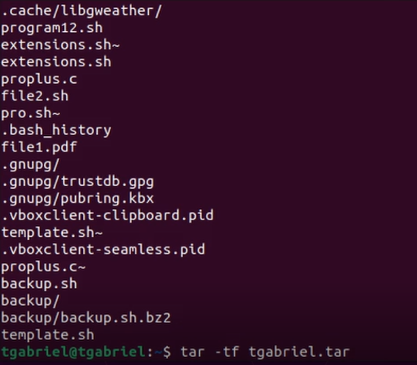 .cache/libgweather/
program12.sh
extensions.sh~
extensions.sh
proplus.c
file2.sh
pro.sh~
.bash_history
file1.pdf
.gnupg/
.gnupg/trustdb.gpg
.gnupg/pubring.kbx
.vboxclient-clipboard.pid
template.sh~
.vboxclient-seamless.pid
proplus.c~
backup.sh
backup/
backup/backup.sh.bz2
template.sh
tgabriel@tgabriel:~$ tar -tf tgabriel.tar